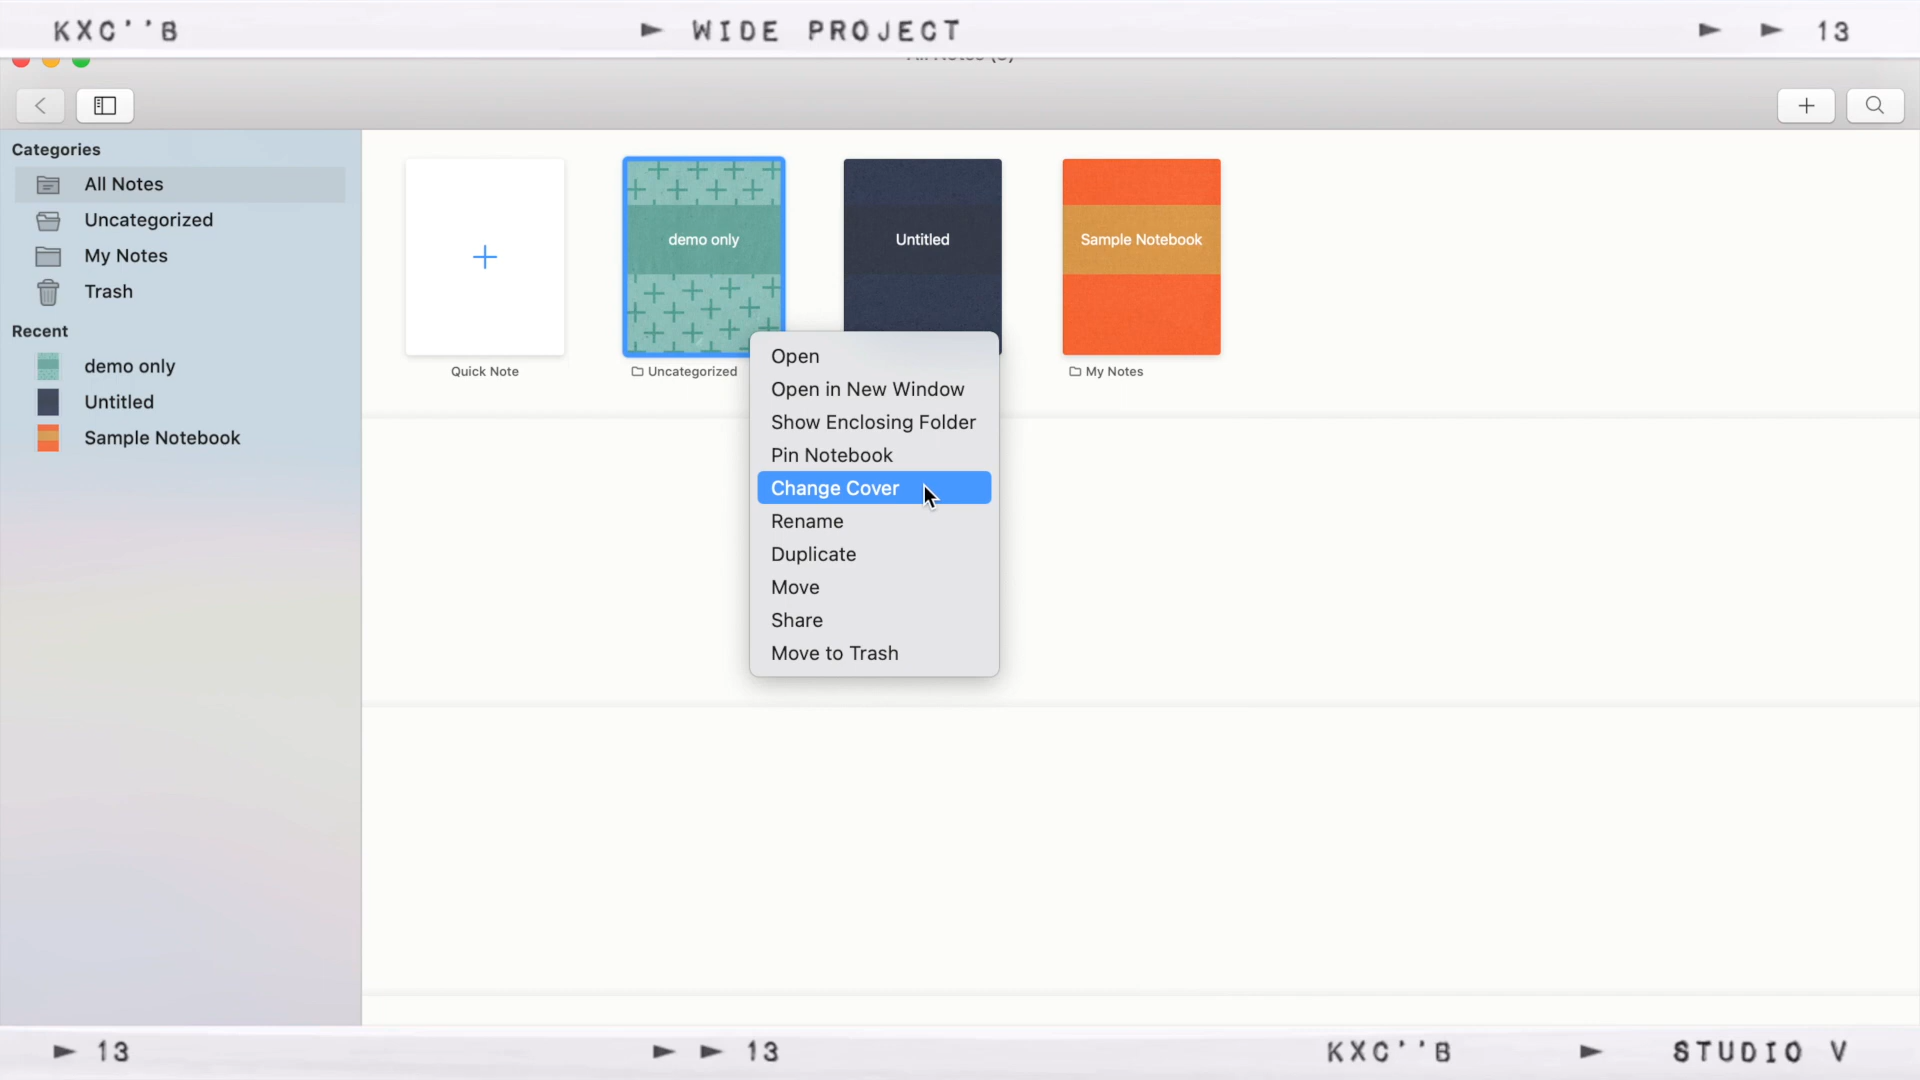 KXC''B ► WIDE PROJECT ► ► 13
Categories
All Notes
Uncategorized
My Notes
Trash
Recent
demo only
Untitled
Sample Notebook
demo only
Untitled
Sample Notebook
Quick Note
Uncategorized
My Notes
Open
Open in New Window
Show Enclosing Folder
Pin Notebook
Change Cover
Rename
Duplicate
Move
Share
Move to Trash
► 13 ► ► 13 KXC''B ► STUDIO V